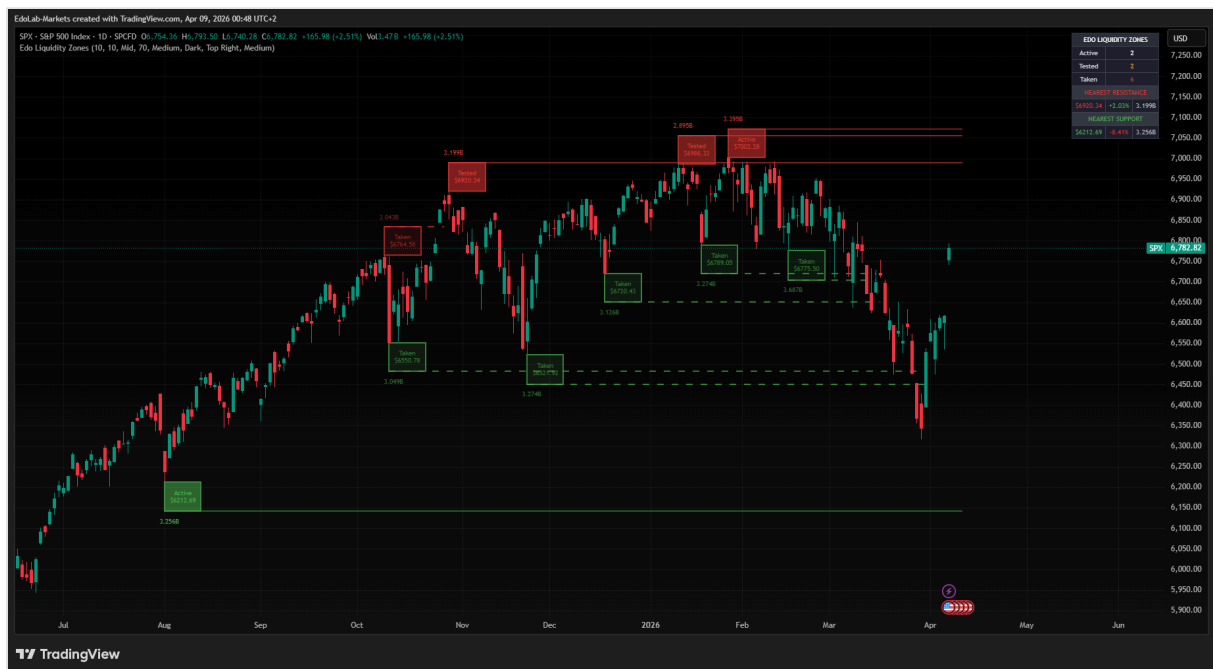 EdoLab-Markets created with TradingView.com, Apr 09, 2026 00:48 UTC+2
SPX · S&P 500 Index · 1D · SPCFD O6,754.36 H6,793.50 L6,740.28 C6,782.82 +165.98 (+2.51%) Vol3.47B +165.98 (+2.51%)
Edo Liquidity Zones (10, 10, Mid, 70, Medium, Dark, Top Right, Medium)
EDO LIQUIDITY ZONES
Active 2
Tested 2
Taken 6
NEAREST RESISTANCE
$6920.34 +2.03% 3.199B
NEAREST SUPPORT
$6212.69 -8.41% 3.256B
USD
7,250.00
7,200.00
7,150.00
7,100.00
7,050.00
7,000.00
6,950.00
6,900.00
6,850.00
6,800.00
SPX 6,782.82
6,750.00
6,700.00
6,650.00
6,600.00
6,550.00
6,500.00
6,450.00
6,400.00
6,350.00
6,300.00
6,250.00
6,200.00
6,150.00
6,100.00
6,050.00
6,000.00
5,950.00
5,900.00
3.395B
2.895B
Active
Tested
3.199B
Tested
$6920.34
3.043B
Taken
$6764.58
Taken
$6789.05
3.274B
Taken
$6775.50
3.687B
Taken
$6720.43
3.126B
Taken
$6550.78
3.049B
Taken
3.274B
Active
$6212.69
3.256B
Jul Aug Sep Oct Nov Dec 2026 Feb Mar Apr May Jun
TradingView